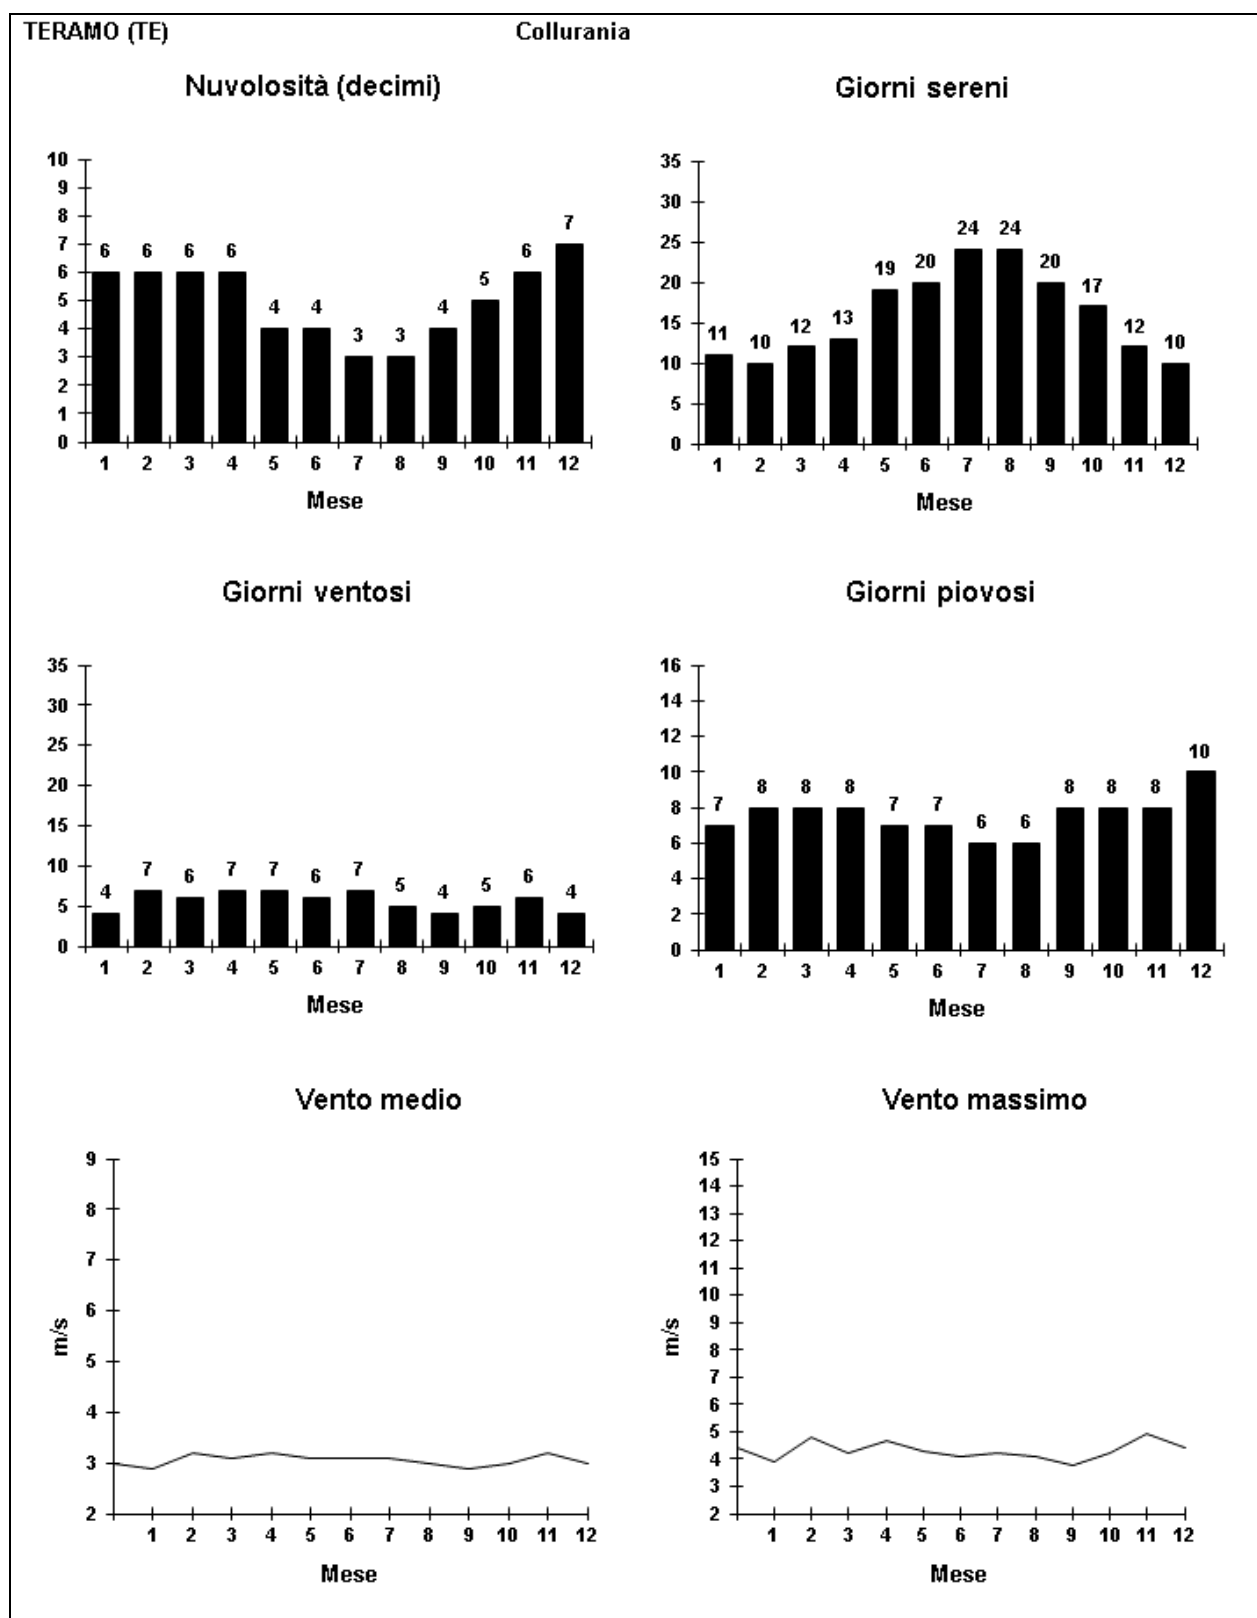 TERAMO (TE) Collurania
Nuvolosità (decimi)
10
9
8
7
6
5
4
3
2
1
0
6 6 6 6 4 4 3 3 4 5 6 7
1 2 3 4 5 6 7 8 9 10 11 12
Mese
Giorni sereni
35
30
25
20
15
10
5
0
11 10 12 13 19 20 24 24 20 17 12 10
1 2 3 4 5 6 7 8 9 10 11 12
Mese
Giorni ventosi
35
30
25
20
15
10
5
0
4 7 6 7 7 6 7 5 4 5 6 4
1 2 3 4 5 6 7 8 9 10 11 12
Mese
Giorni piovosi
16
14
12
10
8
6
4
2
0
7 8 8 8 7 7 6 6 8 8 8 10
1 2 3 4 5 6 7 8 9 10 11 12
Mese
Vento medio
m/s
9
8
7
6
5
4
3
2
1 2 3 4 5 6 7 8 9 10 11 12
Mese
Vento massimo
m/s
15
14
13
12
11
10
9
8
7
6
5
4
3
2
1 2 3 4 5 6 7 8 9 10 11 12
Mese